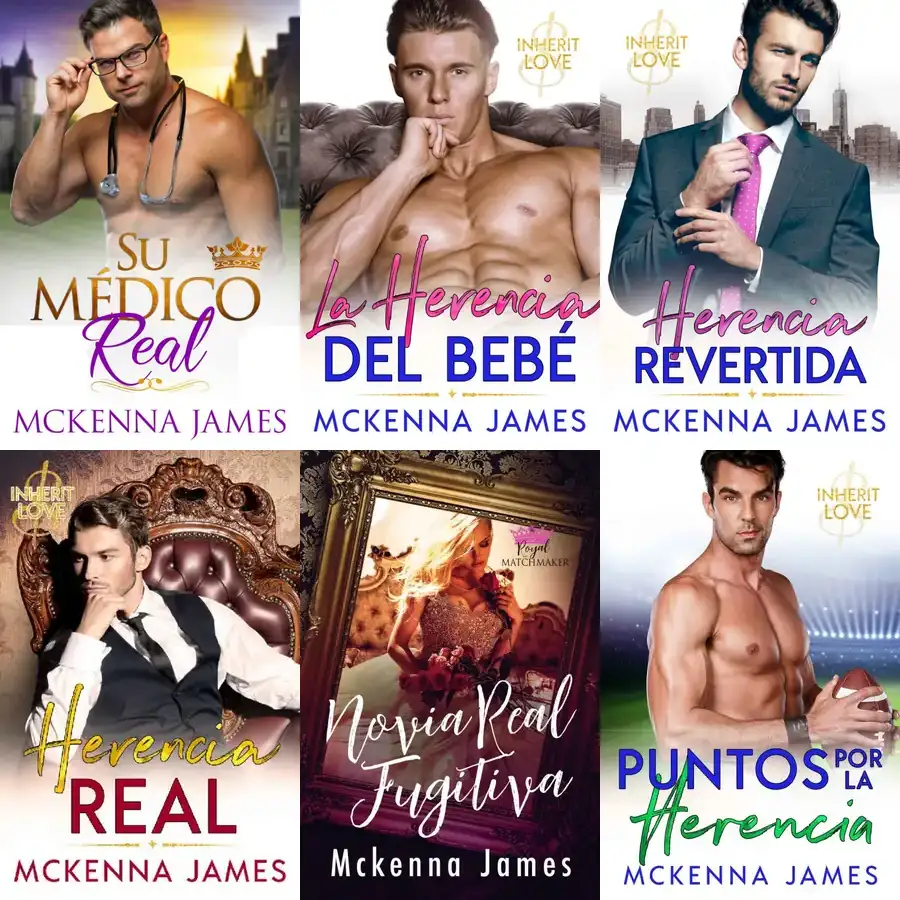 SU
MÉDICO
Real
MCKENNA JAMES
INHERIT
LOVE
La Herencia
DEL BEBÉ
MCKENNA JAMES
INHERIT
LOVE
Herencia
REVERTIDA
MCKENNA JAMES
INHERIT
LOVE
Herencia
REAL
MCKENNA JAMES
Royal
MATCHMAKER
Novia Real
Fugitiva
Mckenna James
INHERIT
LOVE
PUNTOS POR
LA
Herencia
MCKENNA JAMES